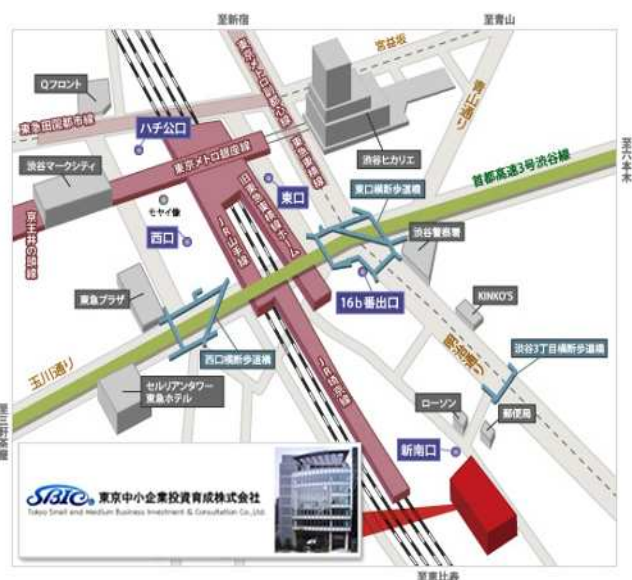 至新宿
至青山
宮益坂
Qフロント
東京メトロ副都心線
青山通り
東急田園都市線
ハチ公口
渋谷ヒカリエ
至六本木
東京メトロ銀座線
東急東横線
首都高速3号渋谷線
渋谷マークシティ
東口横断歩道橋
東口
旧東急東横線ホーム
モヤイ像
京王井の頭線
西口
JR山手線
渋谷警察署
16b番出口
KINKO'S
東急プラザ
明治通り
渋谷3丁目横断歩道橋
西口横断歩道橋
玉川通り
JR埼京線
セルリアンタワー
東急ホテル
ローソン
郵便局
至三軒茶屋
新南口
SBIC 東京中小企業投資育成株式会社
Tokyo Small and Medium Business Investment & Consultation Co.,Ltd.
至恵比寿